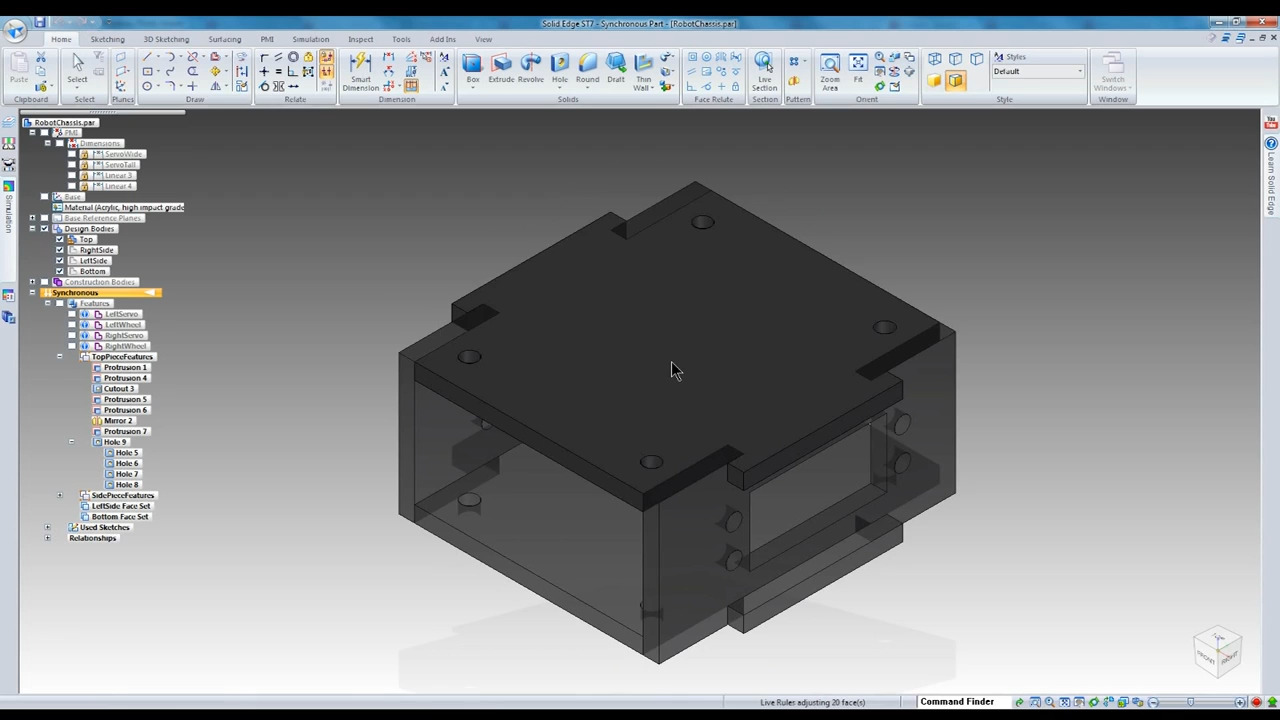 Solid Edge ST7 - Synchronous Part - [RobotChassis.par]
Home Sketching 3D Sketching Surfacing PMI Simulation Inspect Tools Add Ins View
Paste
Clipboard
Select
Select
Planes
Draw
Relate
Smart Dimension
Dimension
Box Extrude Revolve Hole Round Draft Thin Wall
Solids
Face Relate
Live Section
Section
Pattern
Zoom Area Fit
Orient
Styles
Default
Style
Switch Windows
Window
RobotChassis.par
PMI
Dimensions
ServoWide
ServoTall
Linear 3
Linear 4
Base
Material (Acrylic, high impact grade
Base Reference Planes
Design Bodies
Top
RightSide
LeftSide
Bottom
Construction Bodies
Synchronous
Features
LeftServo
LeftWheel
RightServo
RightWheel
TopPieceFeatures
Protrusion 1
Protrusion 4
Cutout 3
Protrusion 5
Protrusion 6
Mirror 2
Protrusion 7
Hole 9
Hole 5
Hole 6
Hole 7
Hole 8
SidePieceFeatures
LeftSide Face Set
Bottom Face Set
Used Sketches
Relationships
Simulation
You Tube
Learn Solid Edge
FRONT RIGHT
Live Rules adjusting 20 face(s)
Command Finder